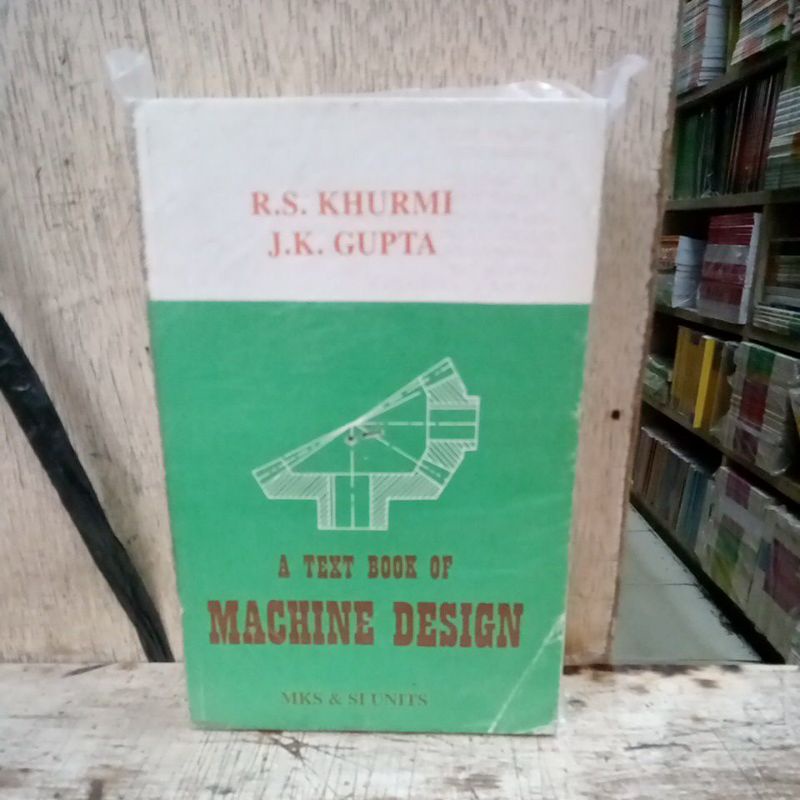 R.S. KHURMI
J.K. GUPTA
A TEXT BOOK OF
MACHINE DESIGN
MKS & SI UNITS